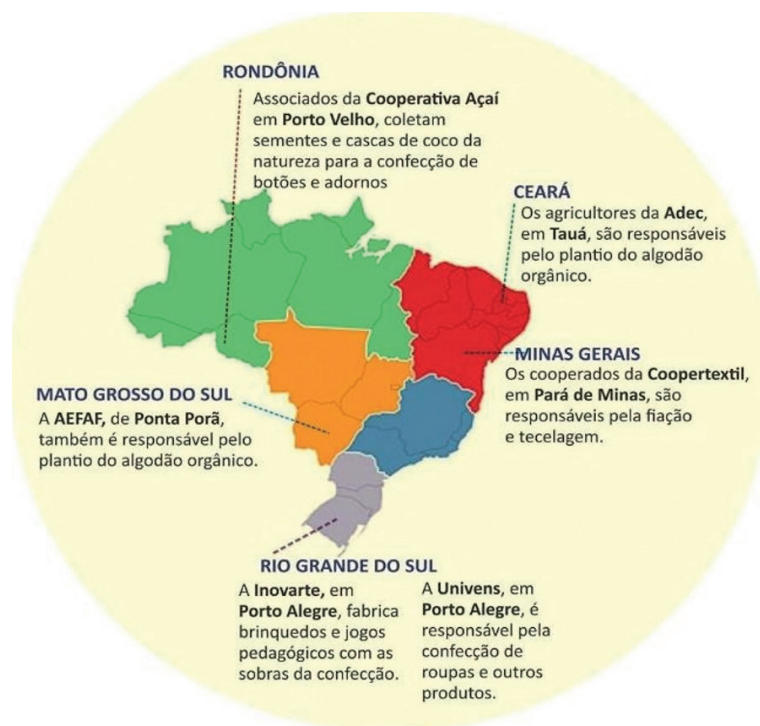 RONDÔNIA
Associados da Cooperativa Açaí
em Porto Velho, coletam
sementes e cascas de coco da
natureza para a confecção de
botões e adornos
CEARÁ
Os agricultores da Adec,
em Tauá, são responsáveis
pelo plantio do algodão
orgânico.
MINAS GERAIS
Os cooperados da Coopertextil,
em Pará de Minas, são
responsáveis pela fiação
e tecelagem.
MATO GROSSO DO SUL
A AEFAF, de Ponta Porã,
também é responsável pelo
plantio do algodão orgânico.
RIO GRANDE DO SUL
A Inovarte, em
Porto Alegre, fabrica
brinquedos e jogos
pedagógicos com as
sobras da confecção.
A Univens, em
Porto Alegre, é
responsável pela
confecção de
roupas e outros
produtos.